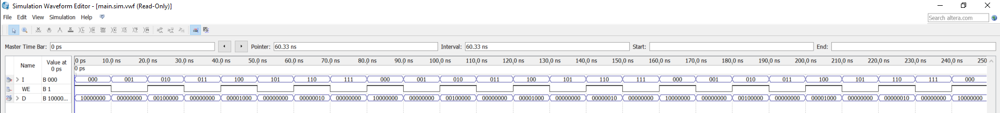 Simulation Waveform Editor - [main.sim.vwf (Read-Only)]
File Edit View Simulation Help
Search altera.com
Master Time Bar: 0 ps Pointer: 60.33 ns Interval: 60.33 ns Start: End:
Name Value at 0 ps
0 ps 10.0 ns 20.0 ns 30.0 ns 40.0 ns 50.0 ns 60.0 ns 70.0 ns 80.0 ns 90.0 ns 100.0 ns 110.0 ns 120.0 ns 130.0 ns 140.0 ns 150.0 ns 160.0 ns 170.0 ns 180.0 ns 190.0 ns 200.0 ns 210.0 ns 220.0 ns 230.0 ns 240.0 ns 250
0 ps
I B 000 000 001 010 011 100 101 110 111 000 001 010 011 100 101 110 111 000 001 010 011 100 101 110 111 000
WE B 1
D B 10000... 10000000 00000000 00100000 00000000 00001000 00000000 00000010 00000000 10000000 00000000 00100000 00000000 00001000 00000000 00000010 00000000 10000000 00000000 00100000 00000000 00001000 00000000 00000010 00000000 10000000